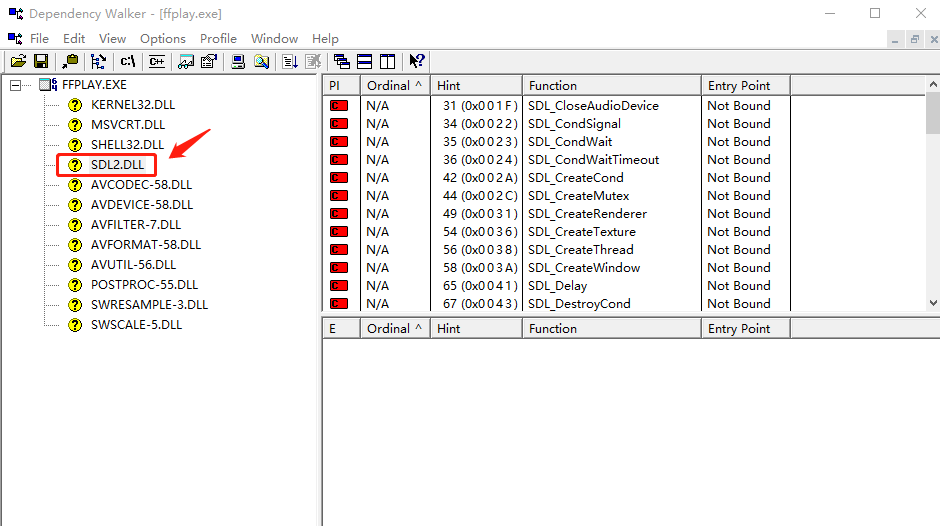 Dependency Walker - [ffplay.exe]
File Edit View Options Profile Window Help
c:\ C++
FFPLAY.EXE
KERNEL32.DLL
MSVCRT.DLL
SHELL32.DLL
SDL2.DLL
AVCODEC-58.DLL
AVDEVICE-58.DLL
AVFILTER-7.DLL
AVFORMAT-58.DLL
AVUTIL-56.DLL
POSTPROC-55.DLL
SWRESAMPLE-3.DLL
SWSCALE-5.DLL
PI Ordinal ^ Hint Function Entry Point
C N/A 31 (0x001F) SDL_CloseAudioDevice Not Bound
C N/A 34 (0x0022) SDL_CondSignal Not Bound
C N/A 35 (0x0023) SDL_CondWait Not Bound
C N/A 36 (0x0024) SDL_CondWaitTimeout Not Bound
C N/A 42 (0x002A) SDL_CreateCond Not Bound
C N/A 44 (0x002C) SDL_CreateMutex Not Bound
C N/A 49 (0x0031) SDL_CreateRenderer Not Bound
C N/A 54 (0x0036) SDL_CreateTexture Not Bound
C N/A 56 (0x0038) SDL_CreateThread Not Bound
C N/A 58 (0x003A) SDL_CreateWindow Not Bound
C N/A 65 (0x0041) SDL_Delay Not Bound
C N/A 67 (0x0043) SDL_DestroyCond Not Bound
E Ordinal ^ Hint Function Entry Point